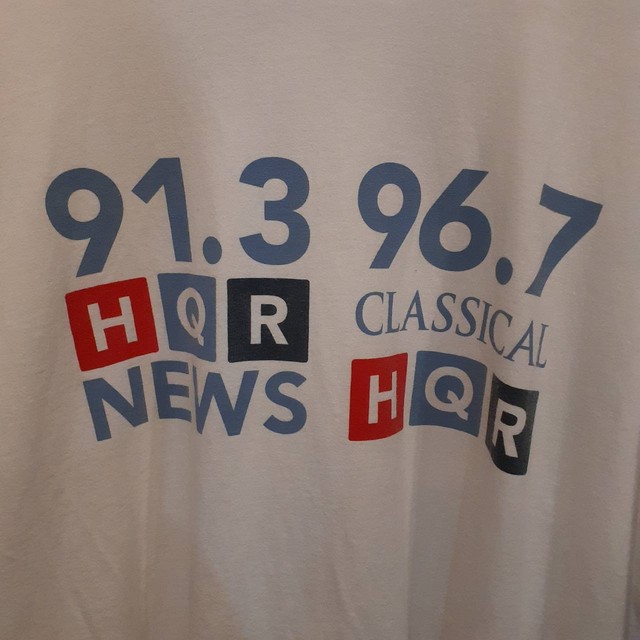 91.3
HQR
NEWS
96.7
CLASSICAL
HQR